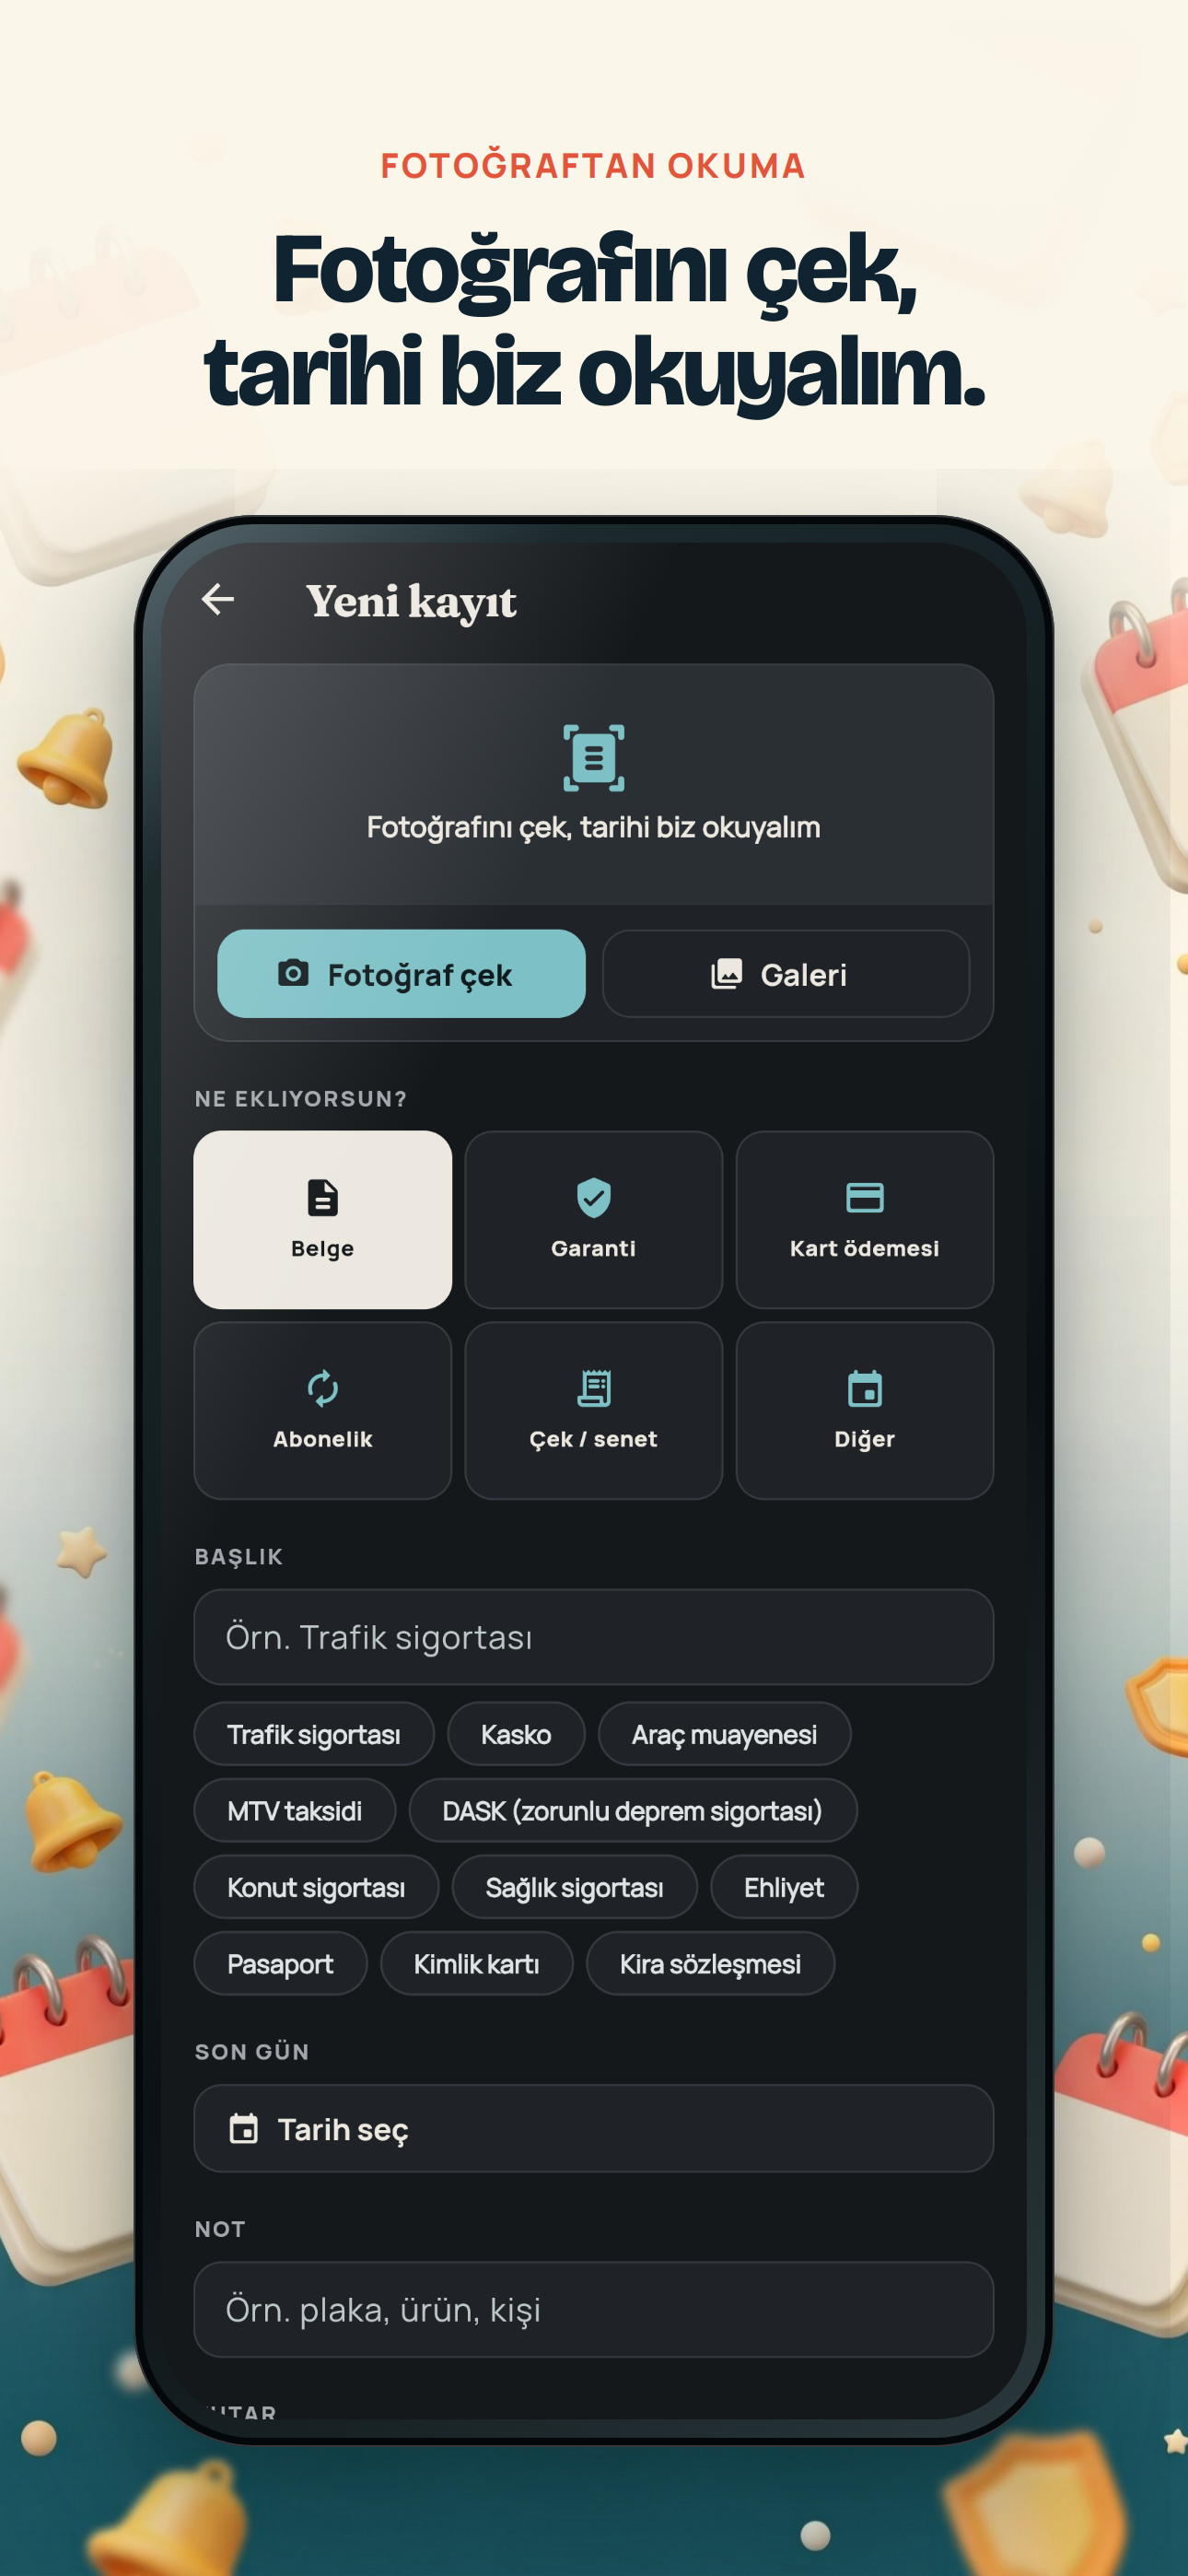 FOTOĞRAFTAN OKUMA
Fotoğrafını çek,
tarihi biz okuyalım.
Yeni kayıt
Fotoğrafını çek, tarihi biz okuyalım
Fotoğraf çek
Galeri
NE EKLIYORSUN?
Belge
Garanti
Kart ödemesi
Abonelik
Çek / senet
Diğer
BAŞLIK
Örn. Trafik sigortası
Trafik sigortası
Kasko
Araç muayenesi
MTV taksidi
DASK (zorunlu deprem sigortası)
Konut sigortası
Sağlık sigortası
Ehliyet
Pasaport
Kimlik kartı
Kira sözleşmesi
SON GÜN
Tarih seç
NOT
Örn. plaka, ürün, kişi